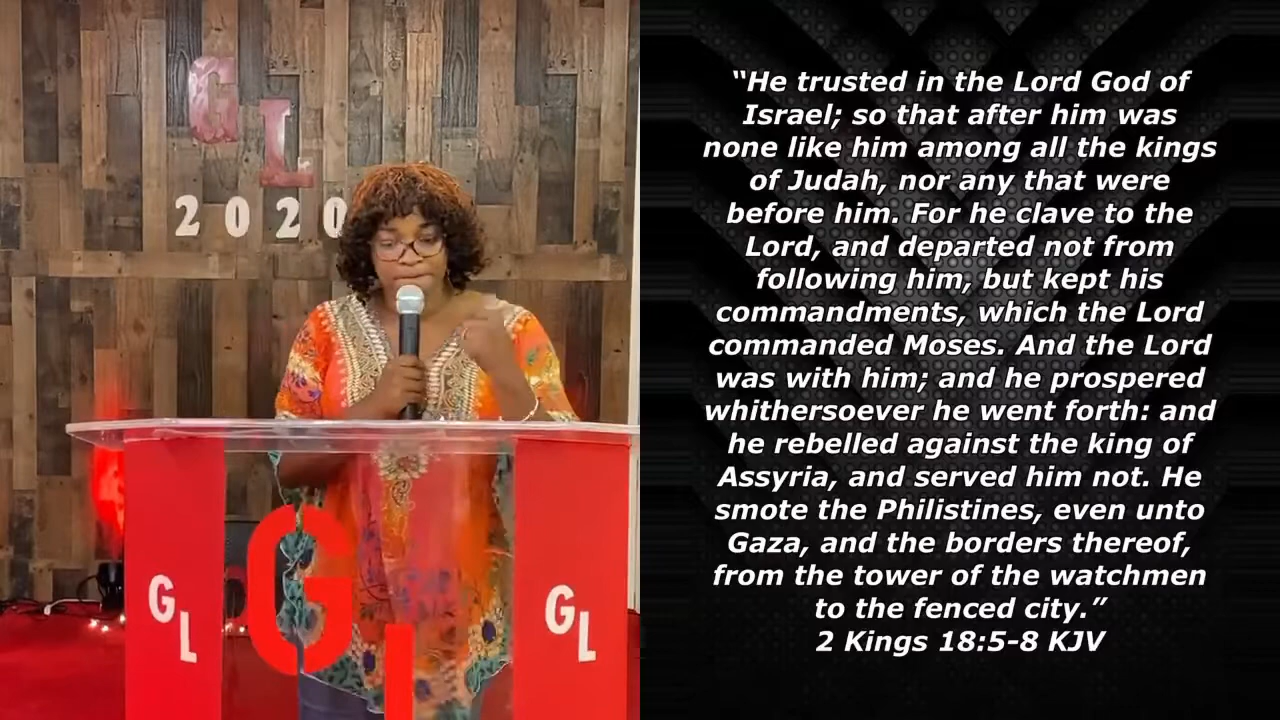 G
L
2020
G
L
G
L
G
L
“He trusted in the Lord God of
Israel; so that after him was
none like him among all the kings
of Judah, nor any that were
before him. For he clave to the
Lord, and departed not from
following him, but kept his
commandments, which the Lord
commanded Moses. And the Lord
was with him; and he prospered
whithersoever he went forth: and
he rebelled against the king of
Assyria, and served him not. He
smote the Philistines, even unto
Gaza, and the borders thereof,
from the tower of the watchmen
to the fenced city.”
2 Kings 18:5-8 KJV